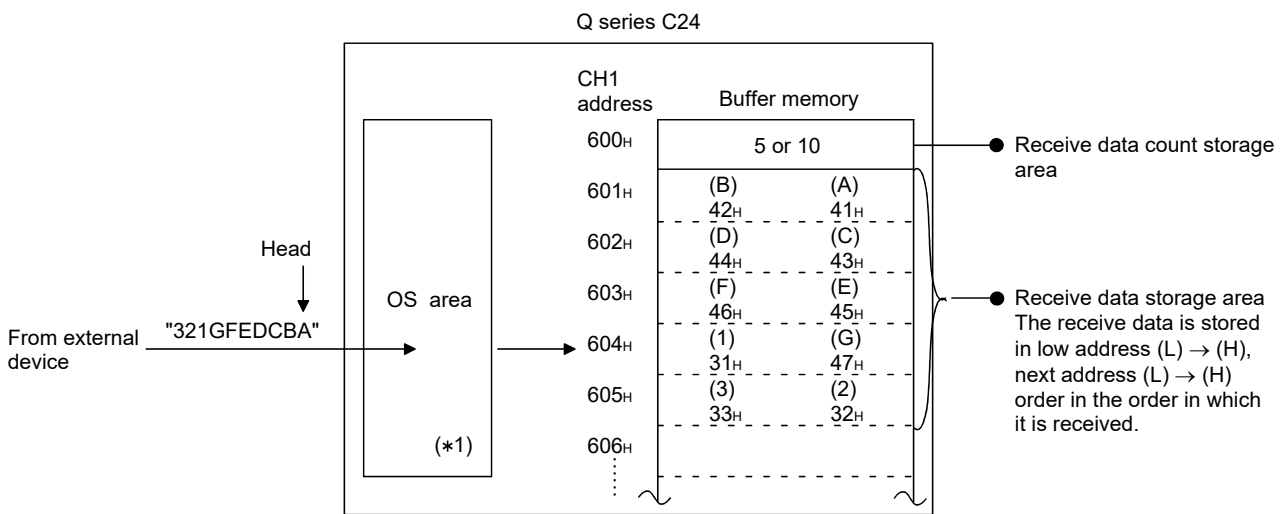 Q series C24
CH1
address
Buffer memory
600H
5 or 10
Receive data count storage
area
601H
(B) (A)
42H 41H
602H
(D) (C)
44H 43H
Head
603H
(F) (E)
46H 45H
OS area
Receive data storage area
The receive data is stored
in low address (L) → (H),
next address (L) → (H)
order in the order in which
it is received.
From external
device
"321GFEDCBA"
604H
(1) (G)
31H 47H
605H
(3) (2)
33H 32H
(*1)
606H